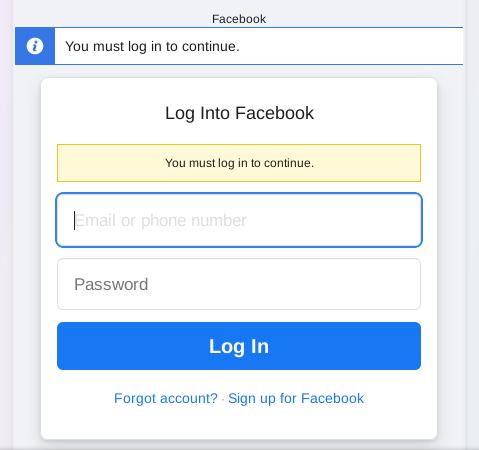 Facebook
You must log in to continue.
Log Into Facebook
You must log in to continue.
Email or phone number
Password
Log In
Forgot account? · Sign up for Facebook